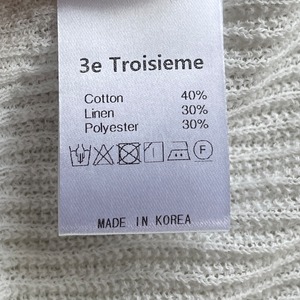 3e Troisieme
Cotton 40%
Linen 30%
Polyester 30%
F
MADE IN KOREA